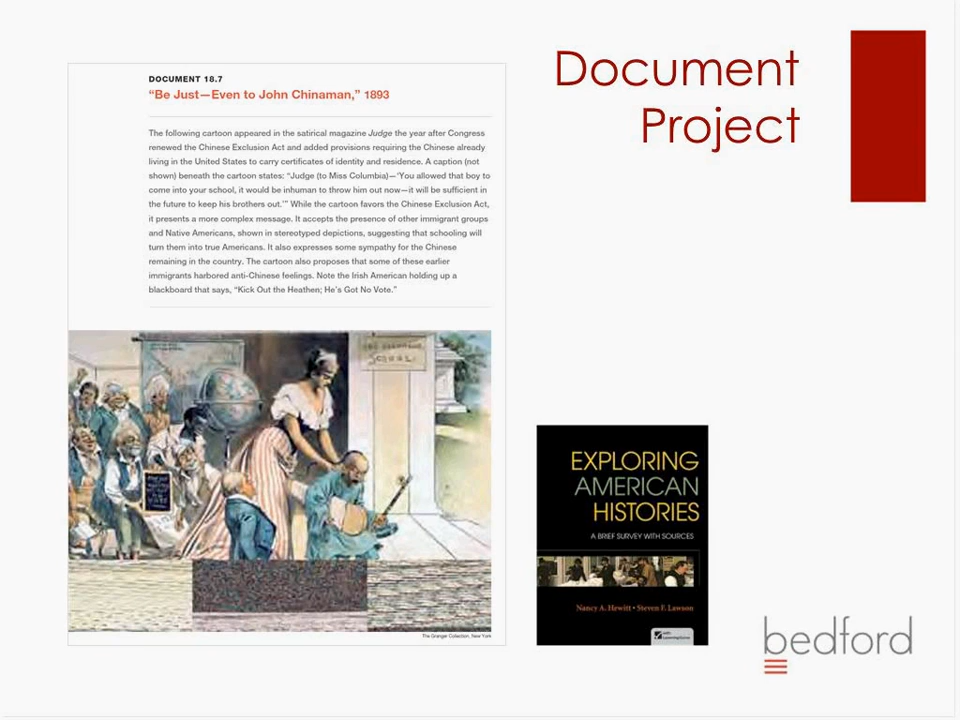 Document
Project
DOCUMENT 18.7
“Be Just—Even to John Chinaman,” 1893
The following cartoon appeared in the satirical magazine Judge the year after Congress
renewed the Chinese Exclusion Act and added provisions requiring the Chinese already
living in the United States to carry certificates of identity and residence. A caption (not
shown) beneath the cartoon states: “Judge (to Miss Columbia)—‘You allowed that boy to
come into your school, it would be inhuman to throw him out now—it will be sufficient in
the future to keep his brothers out.’” While the cartoon favors the Chinese Exclusion Act,
it presents a more complex message. It accepts the presence of other immigrant groups
and Native Americans, shown in stereotyped depictions, suggesting that schooling will
turn them into true Americans. It also expresses some sympathy for the Chinese
remaining in the country. The cartoon also proposes that some of these earlier
immigrants harbored anti-Chinese feelings. Note the Irish American holding up a
blackboard that says, “Kick Out the Heathen; He’s Got No Vote.”
SCHOOL.
The Granger Collection, New York
EXPLORING
AMERICAN
HISTORIES
A BRIEF SURVEY WITH SOURCES
Nancy A. Hewitt • Steven F. Lawson
bedford